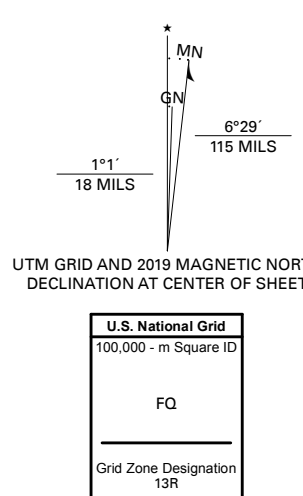 ★
MN
GN
6°29´
115 MILS
1°1´
18 MILS
UTM GRID AND 2019 MAGNETIC NORT
DECLINATION AT CENTER OF SHEET
U.S. National Grid
100,000 - m Square ID
FQ
Grid Zone Designation
13R